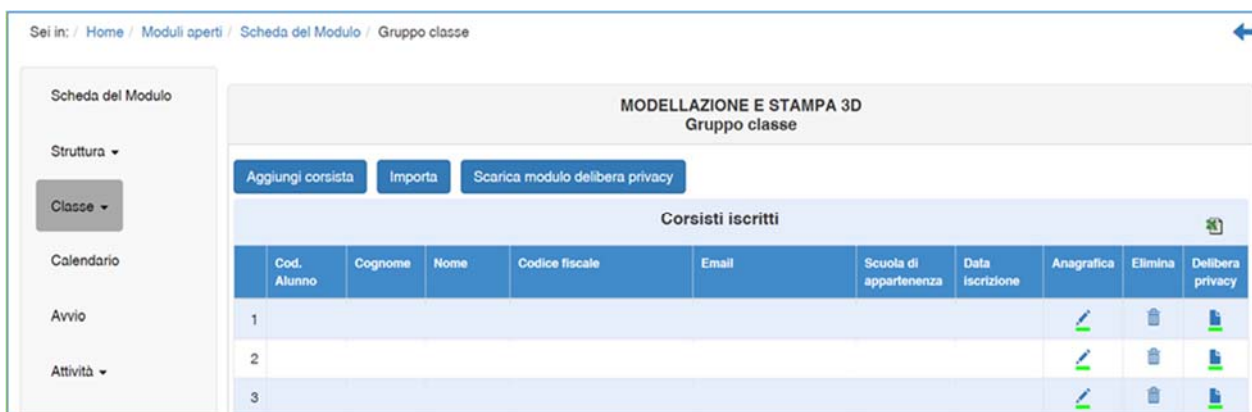 Sei in: / Home / Moduli aperti / Scheda del Modulo / Gruppo classe
Scheda del Modulo
Struttura
Classe
Calendario
Avvio
Attività
MODELLAZIONE E STAMPA 3D
Gruppo classe
Aggiungi corsista Importa Scarica modulo delibera privacy
Corsisti iscritti
Cod. Alunno Cognome Nome Codice fiscale Email Scuola di appartenenza Data iscrizione Anagrafica Elimina Delibera privacy
1
2
3